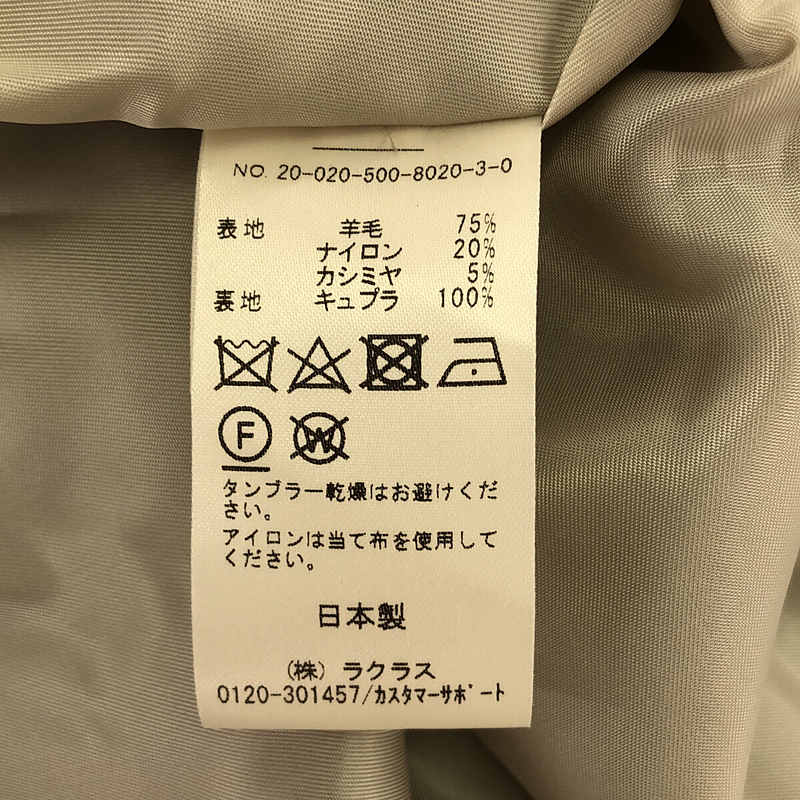 NO. 20-020-500-8020-3-0
表地 羊毛 75%
ナイロン 20%
カシミヤ 5%
裏地 キュプラ 100%
F W
タンブラー乾燥はお避けくだ
さい。
アイロンは当て布を使用して
ください。
日本製
(株) ラクラス
0120-301457/カスタマーサポート